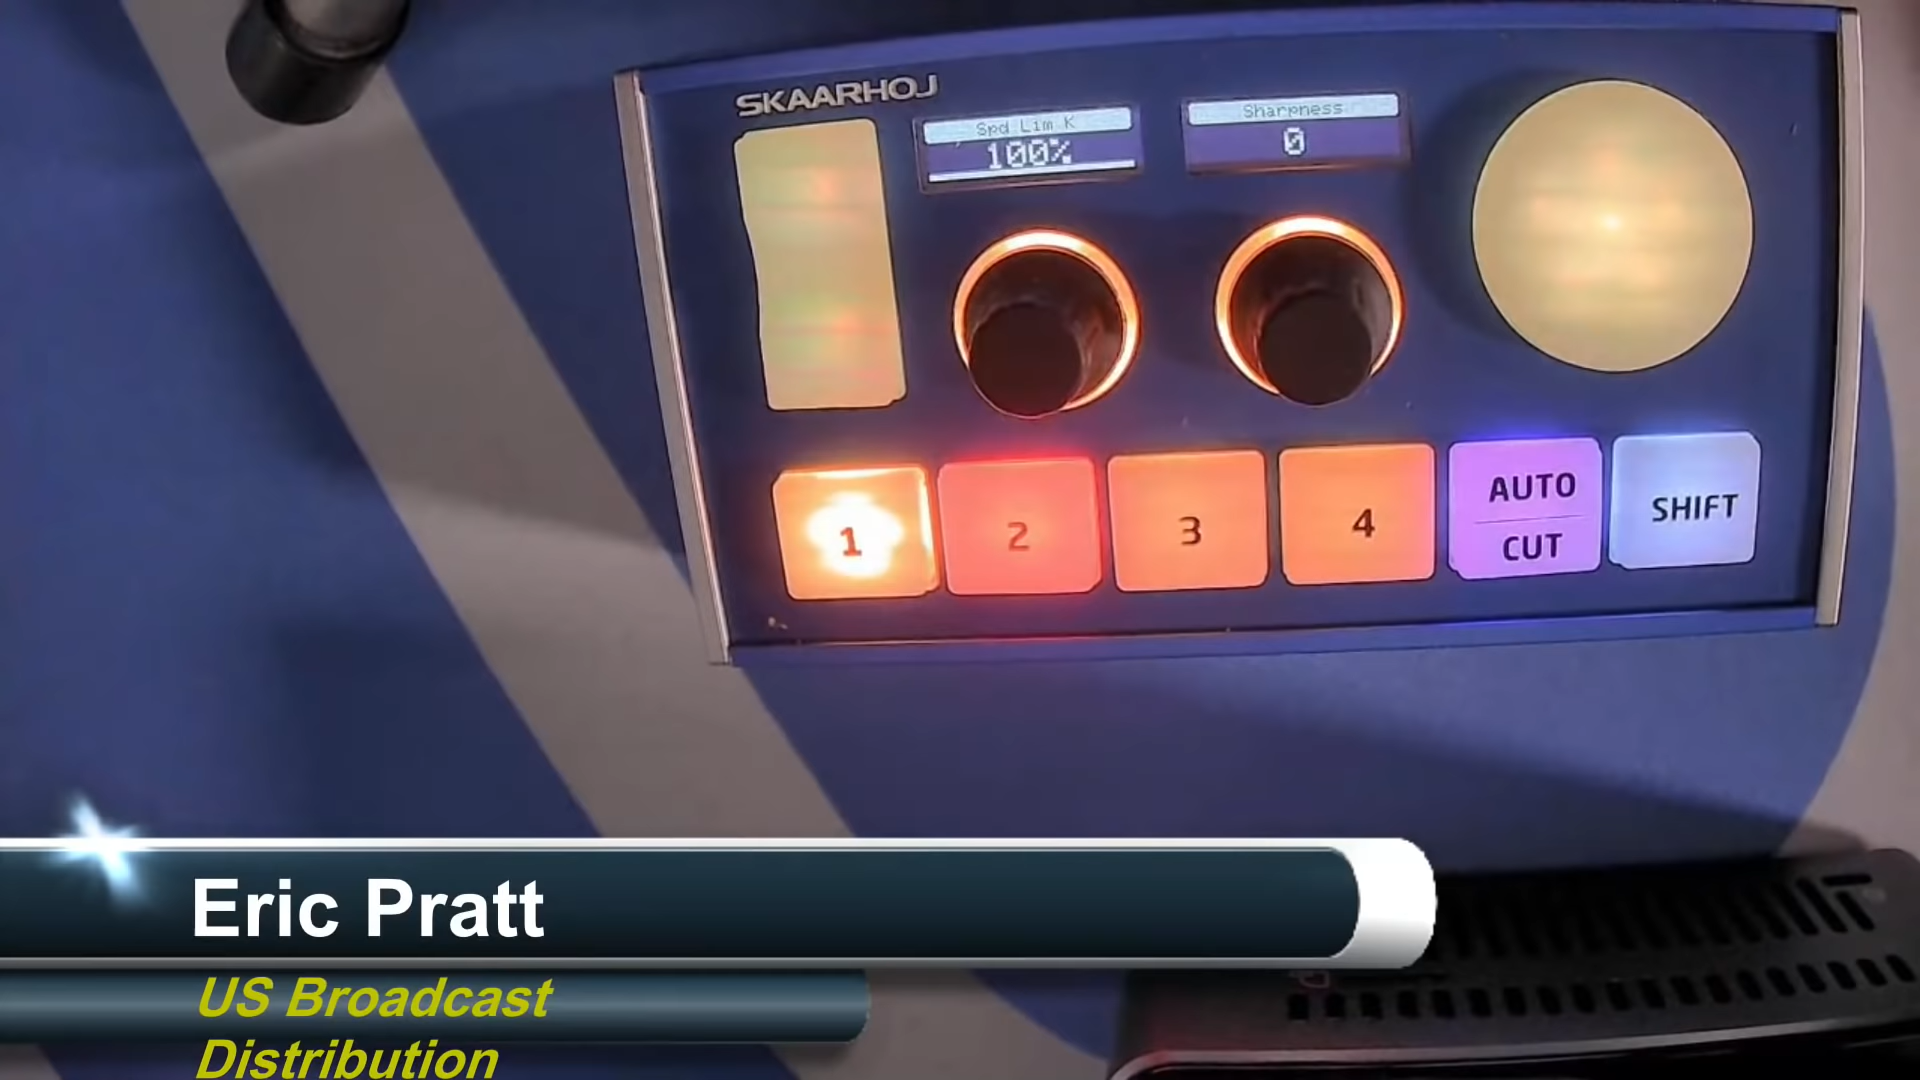 SKAARHOJ
Spd Lim K
100%
Sharpness
0
1
2
3
4
AUTO
CUT
SHIFT
Eric Pratt
US Broadcast
Distribution